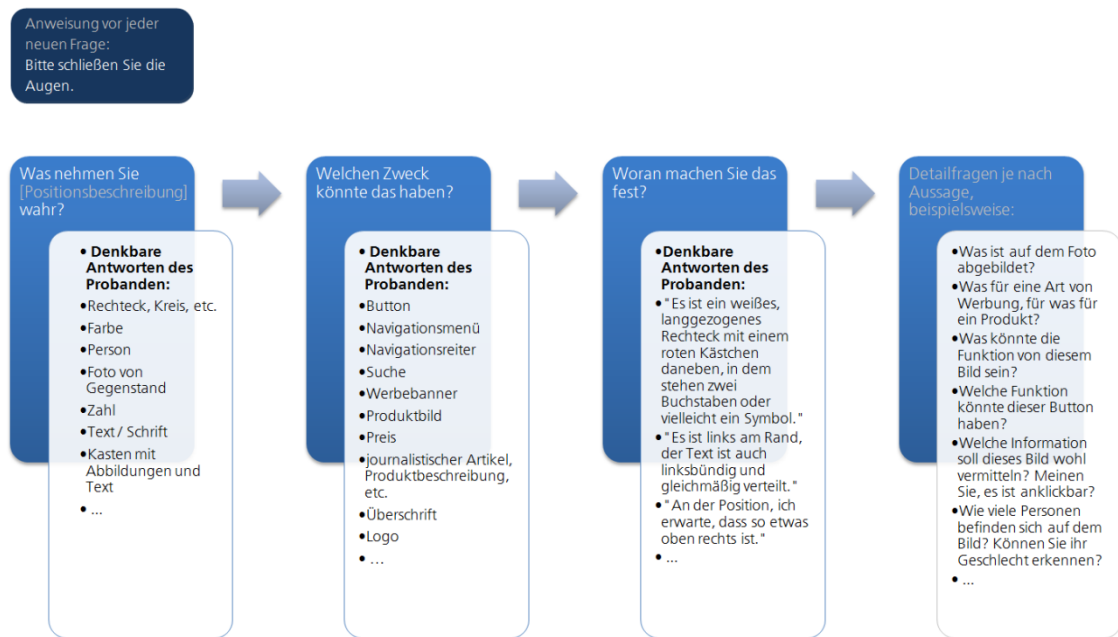 Anweisung vor jeder
neuen Frage:
Bitte schließen Sie die
Augen.
Was nehmen Sie
[Positionsbeschreibung]
wahr?
• Denkbare
Antworten des
Probanden:
•Rechteck, Kreis, etc.
•Farbe
•Person
•Foto von
Gegenstand
•Zahl
•Text / Schrift
•Kasten mit
Abbildungen und
Text
• ...
Welchen Zweck
könnte das haben?
• Denkbare
Antworten des
Probanden:
•Button
•Navigationsmenü
•Navigationsreiter
•Suche
•Werbebanner
•Produktbild
•Preis
•journalistischer Artikel,
Produktbeschreibung,
etc.
•Überschrift
•Logo
• ...
Woran machen Sie das
fest?
•Denkbare
Antworten des
Probanden:
•"Es ist ein weißes,
langgezogenes
Rechteck mit einem
roten Kästchen
daneben, in dem
stehen zwei
Buchstaben oder
vielleicht ein Symbol."
•"Es ist links am Rand,
der Text ist auch
linksbündig und
gleichmäßig verteilt."
•"An der Position, ich
erwarte, dass so etwas
oben rechts ist."
• ...
Detailfragen je nach
Aussage,
beispielsweise:
•Was ist auf dem Foto
abgebildet?
•Was für eine Art von
Werbung, für was für
ein Produkt?
•Was könnte die
Funktion von diesem
Bild sein?
•Welche Funktion
könnte dieser Button
haben?
•Welche Information
soll dieses Bild wohl
vermitteln? Meinen
Sie, es ist anklickbar?
•Wie viele Personen
befinden sich auf dem
Bild? Können Sie ihr
Geschlecht erkennen?
• ...